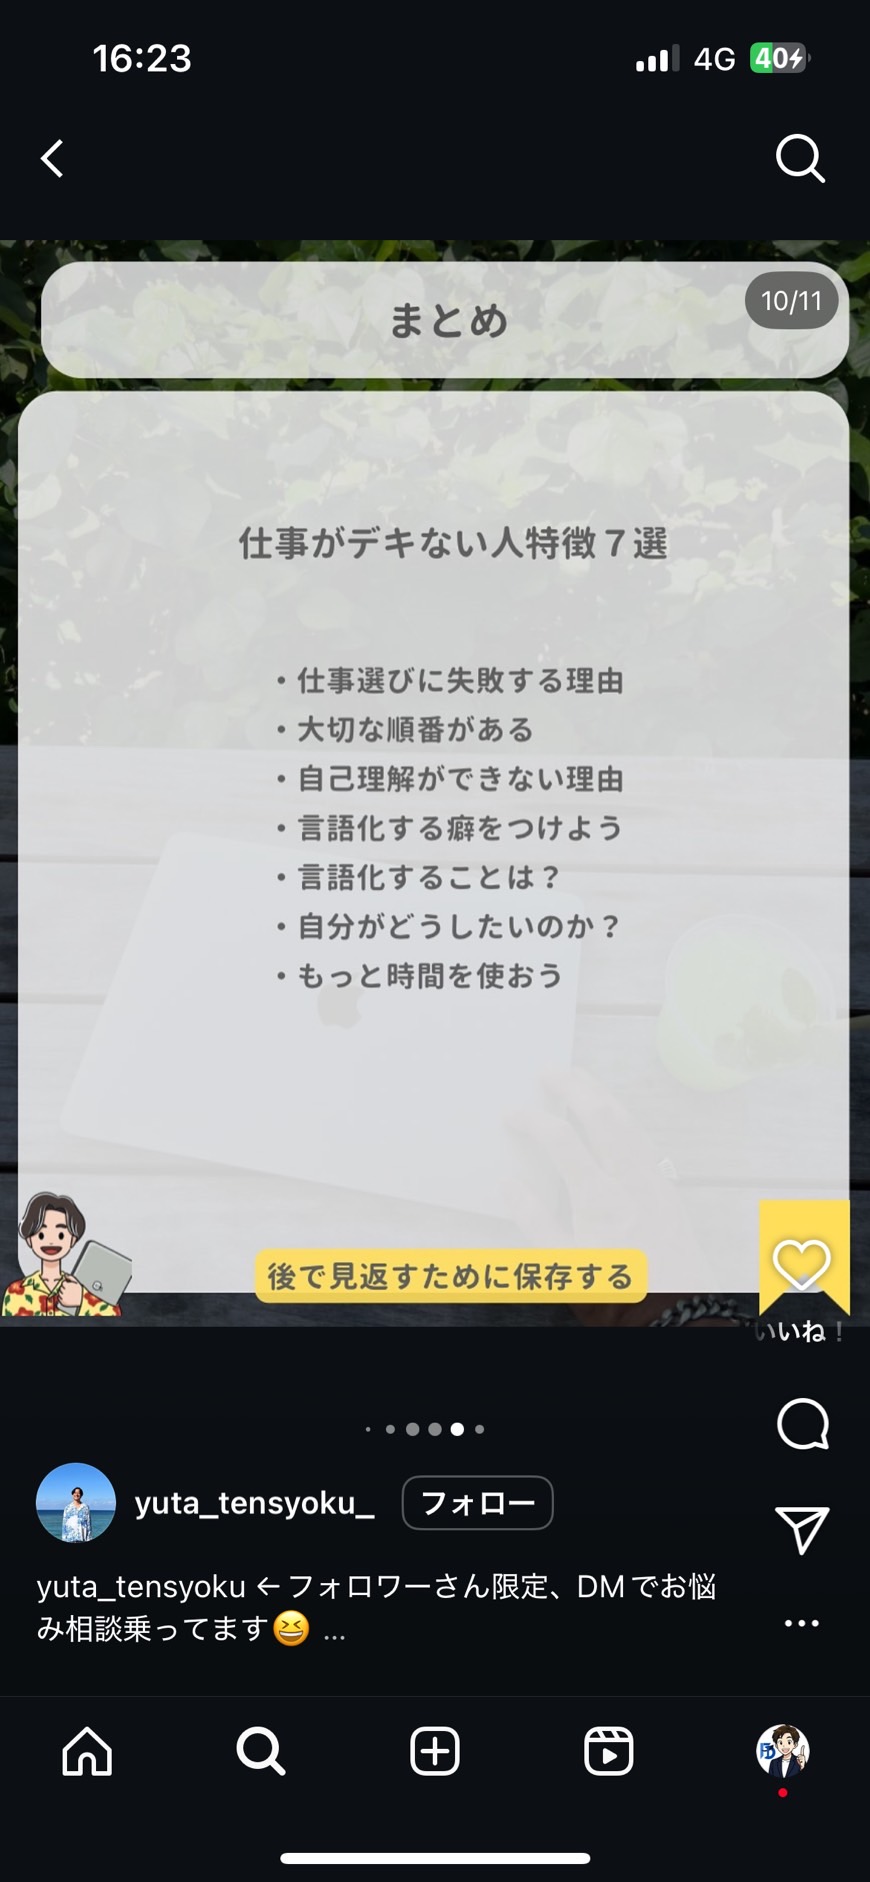 16:23
4G
40
10/11
まとめ
仕事がデキない人特徴７選
・仕事選びに失敗する理由
・大切な順番がある
・自己理解ができない理由
・言語化する癖をつけよう
・言語化することは？
・自分がどうしたいのか？
・もっと時間を使おう
後で見返すために保存する
いいね！
yuta_tensyoku_
フォロー
yuta_tensyoku ← フォロワーさん限定、DMでお悩
み相談乗ってます😆 …